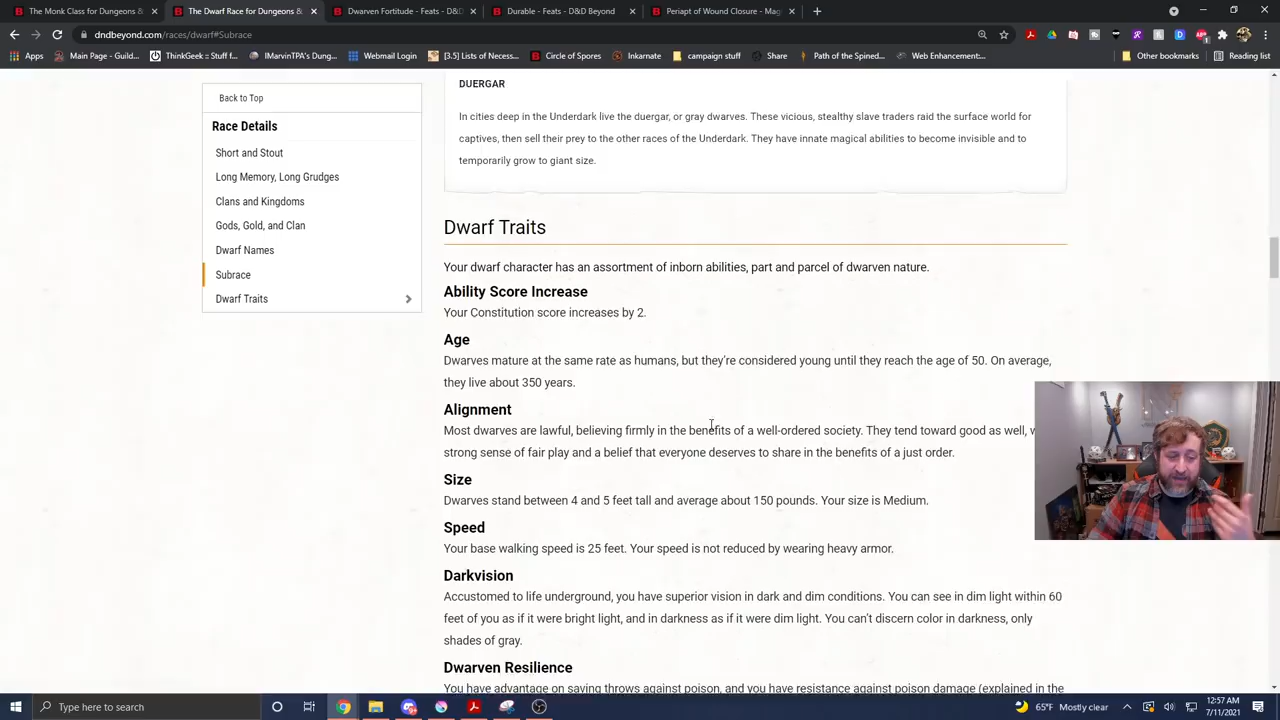 The Monk Class for Dungeons &
The Dungeons & Dragons
Dwarven Fortitude - Feats - D&D
Durable - Feats - D&D Beyond
Periapt of Wound Closure - Mag
dndbeyond.com/races/dwarf#Subrace
Apps
Main Page - Guild...
ThinkGeek :: Stuff f...
IMarvinTPA's Dung...
Webmail Login
[3.5] Lists of Necess...
Circle of Spores
Inkarnate
campaign stuff
Share
Path of the Spined...
Web Enhancement:...
Other bookmarks
Reading list
Back to Top
Race Details
Short and Stout
Long Memory, Long Grudges
Clans and Kingdoms
Gods, Gold, and Clan
Dwarf Names
Subrace
Dwarf Traits
DUERGAR
In cities deep in the Underdark live the duergar, or gray dwarves. These vicious, stealthy slave traders raid the surface world for
captives, then sell their prey to the other races of the Underdark. They have innate magical abilities to become invisible and to
temporarily grow to giant size.
Dwarf Traits
Your dwarf character has an assortment of inborn abilities, part and parcel of dwarven nature.
Ability Score Increase
Your Constitution score increases by 2.
Age
Dwarves mature at the same rate as humans, but they're considered young until they reach the age of 50. On average,
they live about 350 years.
Alignment
Most dwarves are lawful, believing firmly in the benefits of a well-ordered society. They tend toward good as well,
strong sense of fair play and a belief that everyone deserves to share in the benefits of a just order.
Size
Dwarves stand between 4 and 5 feet tall and average about 150 pounds. Your size is Medium.
Speed
Your base walking speed is 25 feet. Your speed is not reduced by wearing heavy armor.
Darkvision
Accustomed to life underground, you have superior vision in dark and dim conditions. You can see in dim light within 60
feet of you as if it were bright light, and in darkness as if it were dim light. You can't discern color in darkness, only
shades of gray.
Dwarven Resilience
You have advantage on saving throws against poison, and you have resistance against poison damage (explained in the
Type here to search
65°F Mostly clear
12:57 AM
7/11/2021